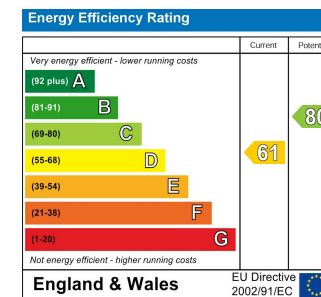 Energy Efficiency Rating
Current
Very energy efficient - lower running costs
(92 plus) A
(81-91) B
(69-80) C
(55-68) D
(39-54) E
(21-38) F
(1-20) G
61
Not energy efficient - higher running costs
England & Wales
EU Directive
2002/91/EC